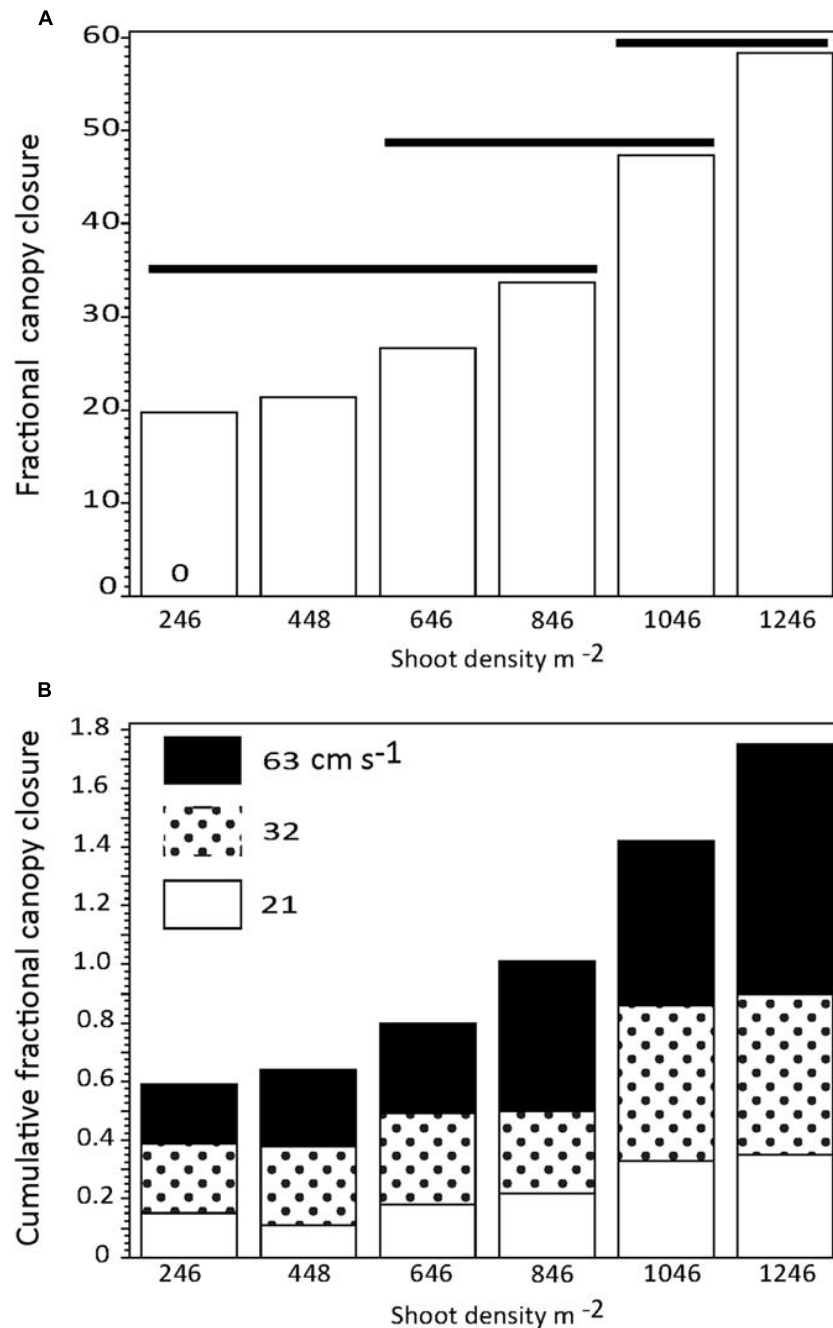 A
Fractional canopy closure
60
50
40
30
20
10
0
0
246 448 646 846 1046 1246
Shoot density m -2
B
Cumulative fractional canopy closure
1.8
1.6
1.4
1.2
1.0
0.8
0.6
0.4
0.2
0
63 cm s-1
32
21
246 448 646 846 1046 1246
Shoot density m -2